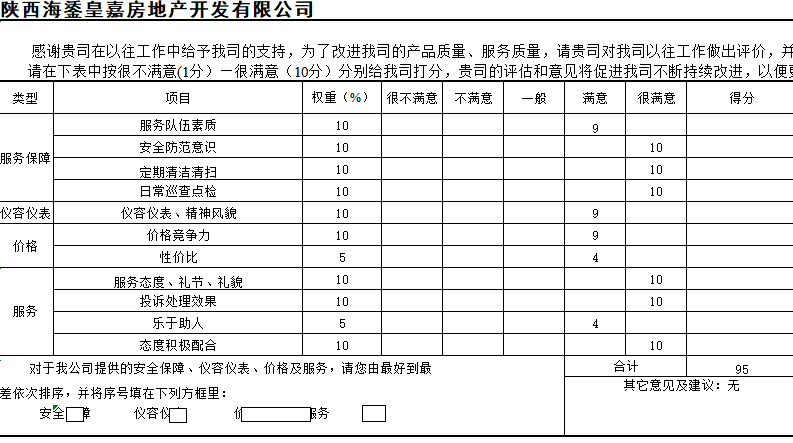 陕西海銎皇嘉房地产开发有限公司
感谢贵司在以往工作中给予我司的支持，为了改进我司的产品质量、服务质量，请贵司对我司以往工作做出评价，并
请在下表中按很不满意(1分）—很满意（10分）分别给我司打分，贵司的评估和意见将促进我司不断持续改进，以便更
类型 项目 权重（%） 很不满意 不满意 一般 满意 很满意 得分
服务保障
服务队伍素质 10 9
安全防范意识 10 10
定期清洁清扫 10 10
日常巡查点检 10 10
仪容仪表 仪容仪表、精神风貌 10 9
价格
价格竞争力 10 9
性价比 5 4
服务
服务态度、礼节、礼貌 10 10
投诉处理效果 10 10
乐于助人 5 4
态度积极配合 10 10
对于我公司提供的安全保障、仪容仪表、价格及服务，请您由最好到最
差依次排序，并将序号填在下列方框里：
合计 95
其它意见及建议：无
安全 障 仪容仪 服务